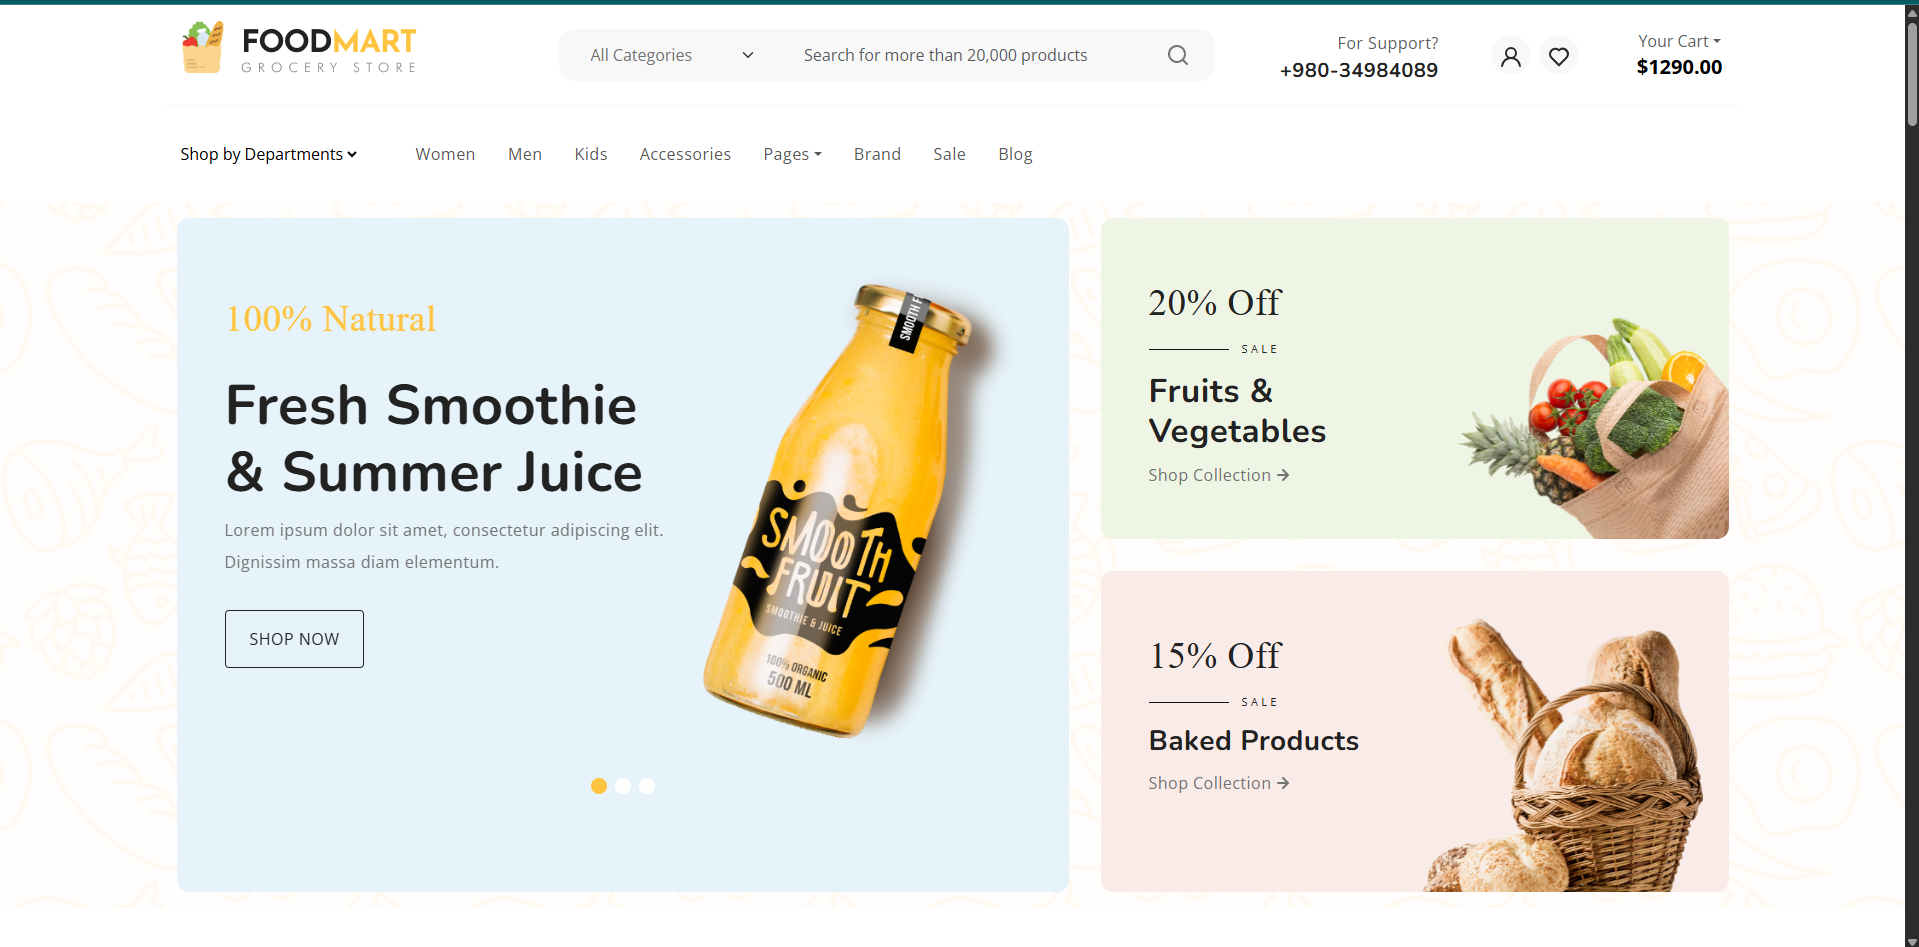 FOODMART
GROCERY STORE
All Categories
Search for more than 20,000 products
For Support?
+980-34984089
Your Cart
$1290.00
Shop by Departments
Women
Men
Kids
Accessories
Pages
Brand
Sale
Blog
100% Natural
Fresh Smoothie
& Summer Juice
Lorem ipsum dolor sit amet, consectetur adipiscing elit.
Dignissim massa diam elementum.
SHOP NOW
SMOOTH F
SMOOTH
FRUIT
SMOOTHIE & JUICE
100% ORGANIC
500 ML
20% Off
SALE
Fruits &
Vegetables
Shop Collection
15% Off
SALE
Baked Products
Shop Collection